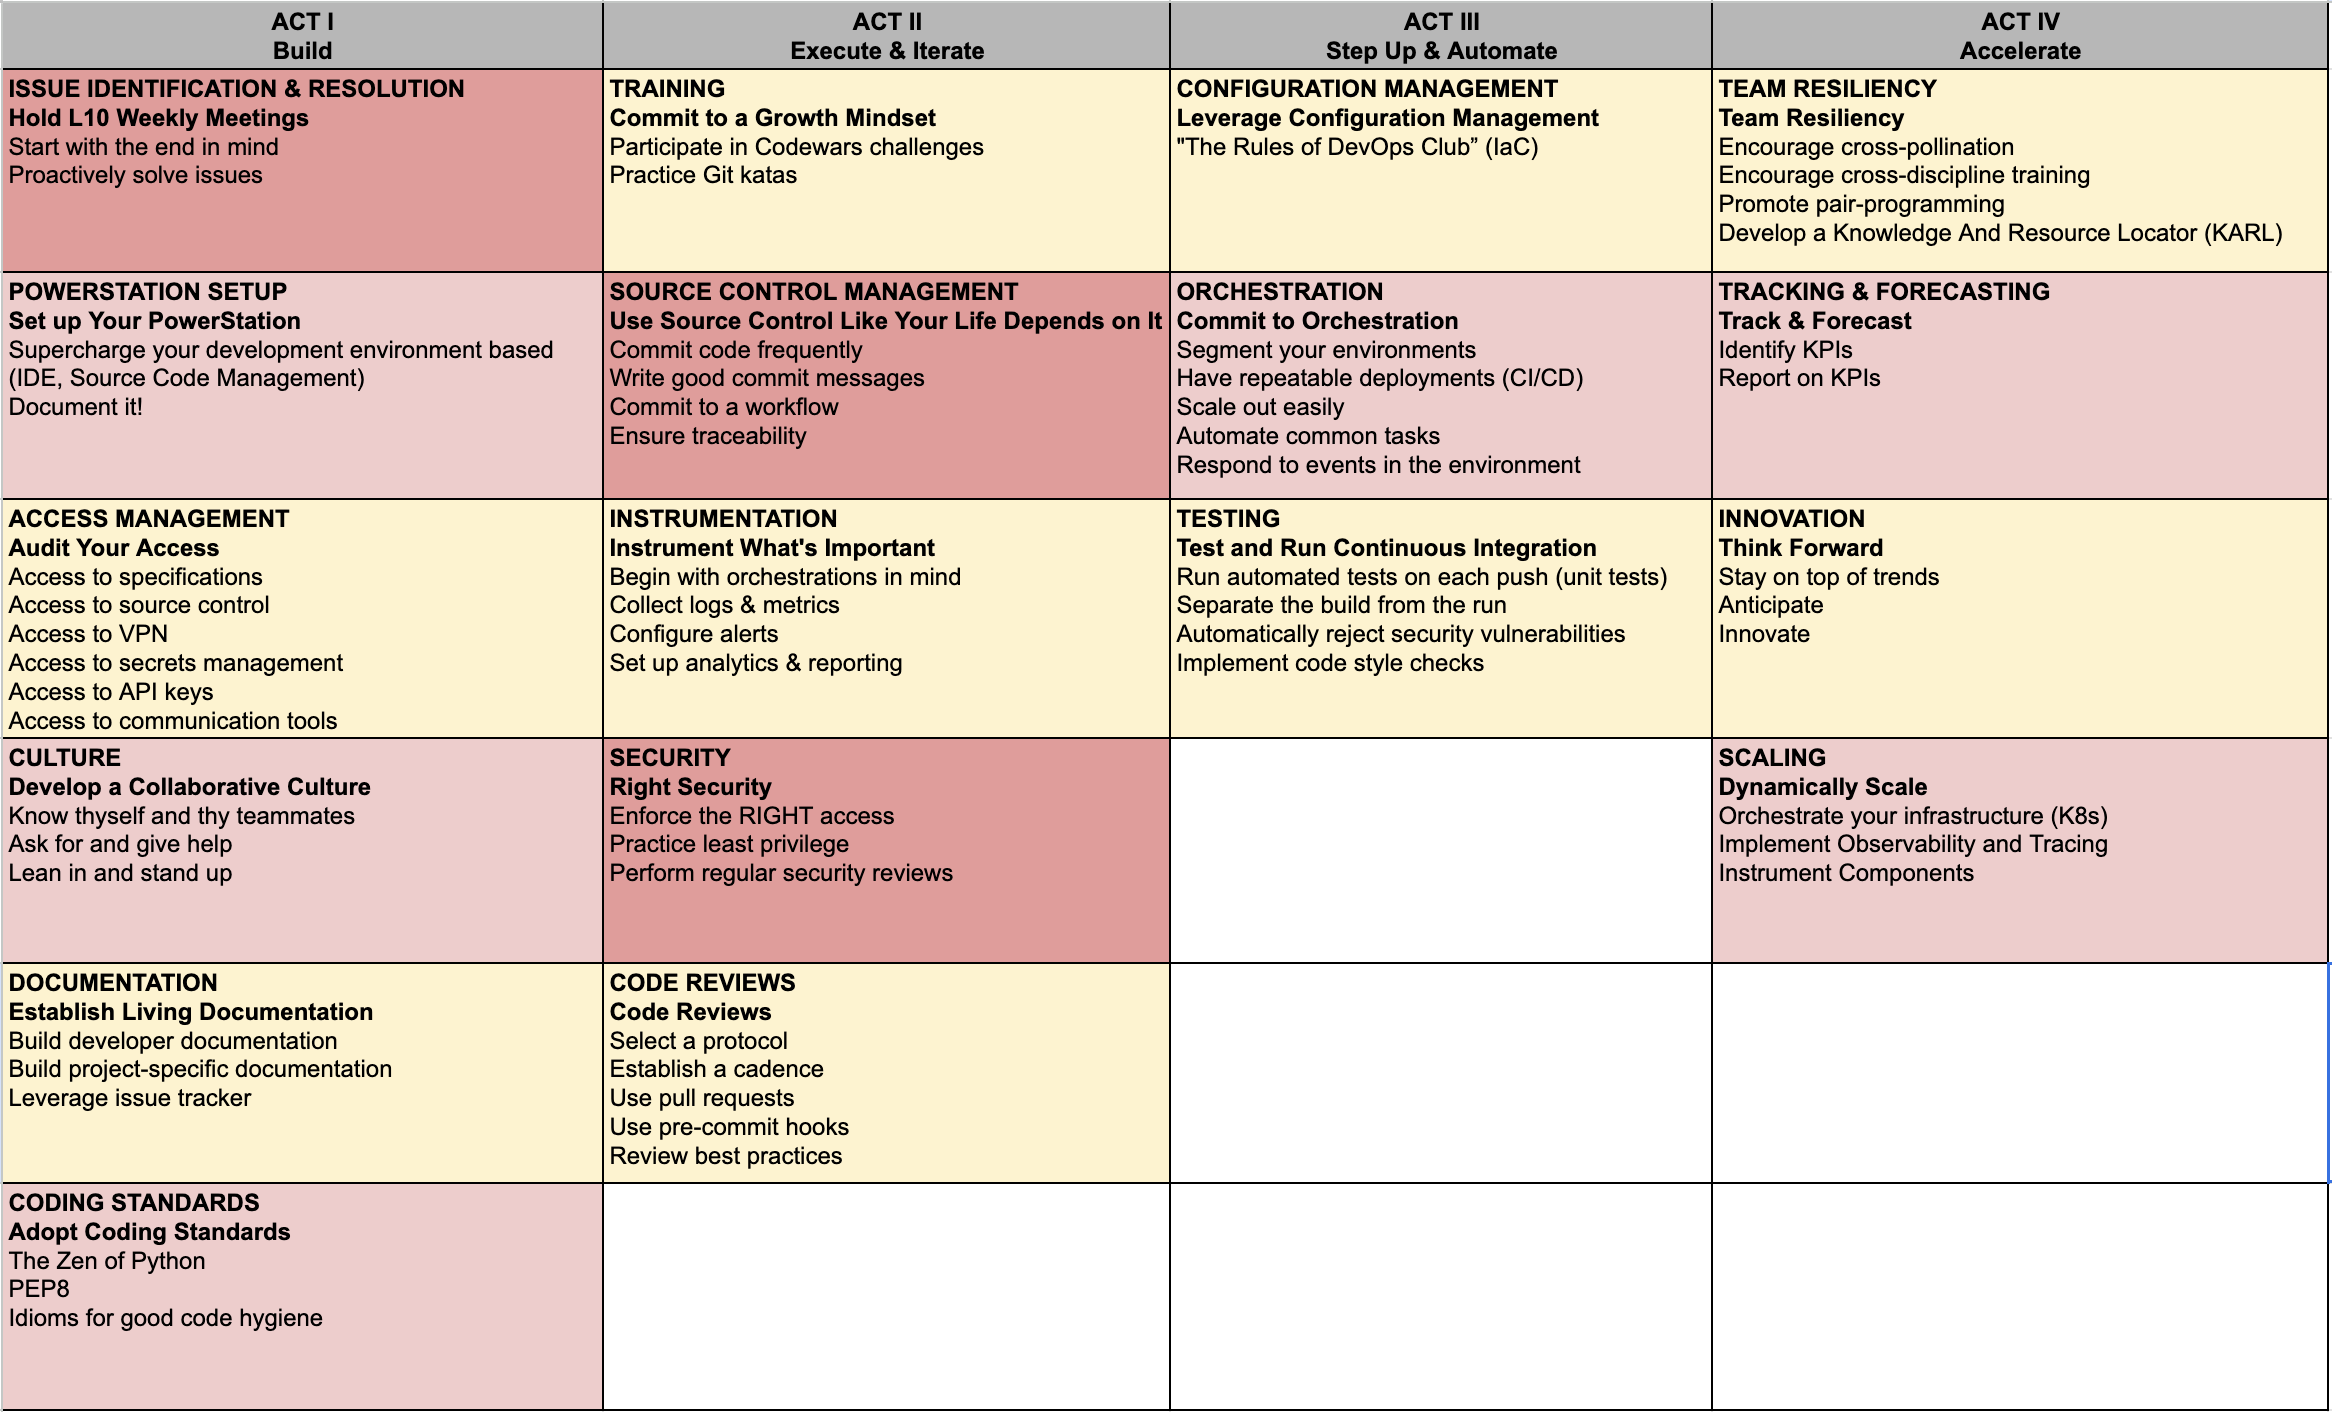 ACT I
Build
ACT II
Execute & Iterate
ACT III
Step Up & Automate
ACT IV
Accelerate
ISSUE IDENTIFICATION & RESOLUTION
Hold L10 Weekly Meetings
Start with the end in mind
Proactively solve issues
TRAINING
Commit to a Growth Mindset
Participate in Codewars challenges
Practice Git katas
CONFIGURATION MANAGEMENT
Leverage Configuration Management
"The Rules of DevOps Club” (IaC)
TEAM RESILIENCY
Team Resiliency
Encourage cross-pollination
Encourage cross-discipline training
Promote pair-programming
Develop a Knowledge And Resource Locator (KARL)
POWERSTATION SETUP
Set up Your PowerStation
Supercharge your development environment based
(IDE, Source Code Management)
Document it!
SOURCE CONTROL MANAGEMENT
Use Source Control Like Your Life Depends on It
Commit code frequently
Write good commit messages
Commit to a workflow
Ensure traceability
ORCHESTRATION
Commit to Orchestration
Segment your environments
Have repeatable deployments (CI/CD)
Scale out easily
Automate common tasks
Respond to events in the environment
TRACKING & FORECASTING
Track & Forecast
Identify KPIs
Report on KPIs
ACCESS MANAGEMENT
Audit Your Access
Access to specifications
Access to source control
Access to VPN
Access to secrets management
Access to API keys
Access to communication tools
INSTRUMENTATION
Instrument What's Important
Begin with orchestrations in mind
Collect logs & metrics
Configure alerts
Set up analytics & reporting
TESTING
Test and Run Continuous Integration
Run automated tests on each push (unit tests)
Separate the build from the run
Automatically reject security vulnerabilities
Implement code style checks
INNOVATION
Think Forward
Stay on top of trends
Anticipate
Innovate
CULTURE
Develop a Collaborative Culture
Know thyself and thy teammates
Ask for and give help
Lean in and stand up
SECURITY
Right Security
Enforce the RIGHT access
Practice least privilege
Perform regular security reviews
SCALING
Dynamically Scale
Orchestrate your infrastructure (K8s)
Implement Observability and Tracing
Instrument Components
DOCUMENTATION
Establish Living Documentation
Build developer documentation
Build project-specific documentation
Leverage issue tracker
CODE REVIEWS
Code Reviews
Select a protocol
Establish a cadence
Use pull requests
Use pre-commit hooks
Review best practices
CODING STANDARDS
Adopt Coding Standards
The Zen of Python
PEP8
Idioms for good code hygiene